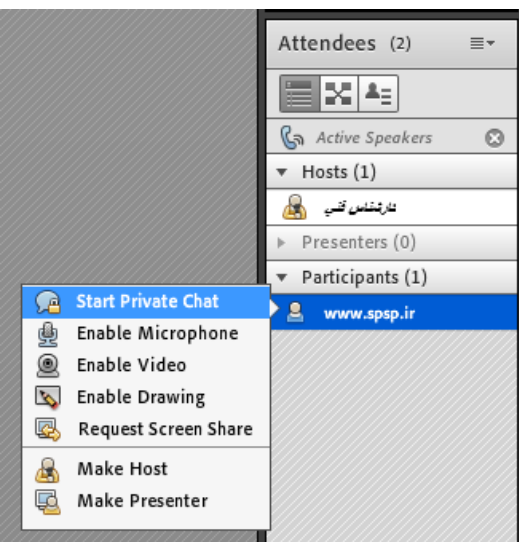 Attendees (2)
Active Speakers
Hosts (1)
کارشناس فنی
Presenters (0)
Participants (1)
www.spsp.ir
Start Private Chat
Enable Microphone
Enable Video
Enable Drawing
Request Screen Share
Make Host
Make Presenter